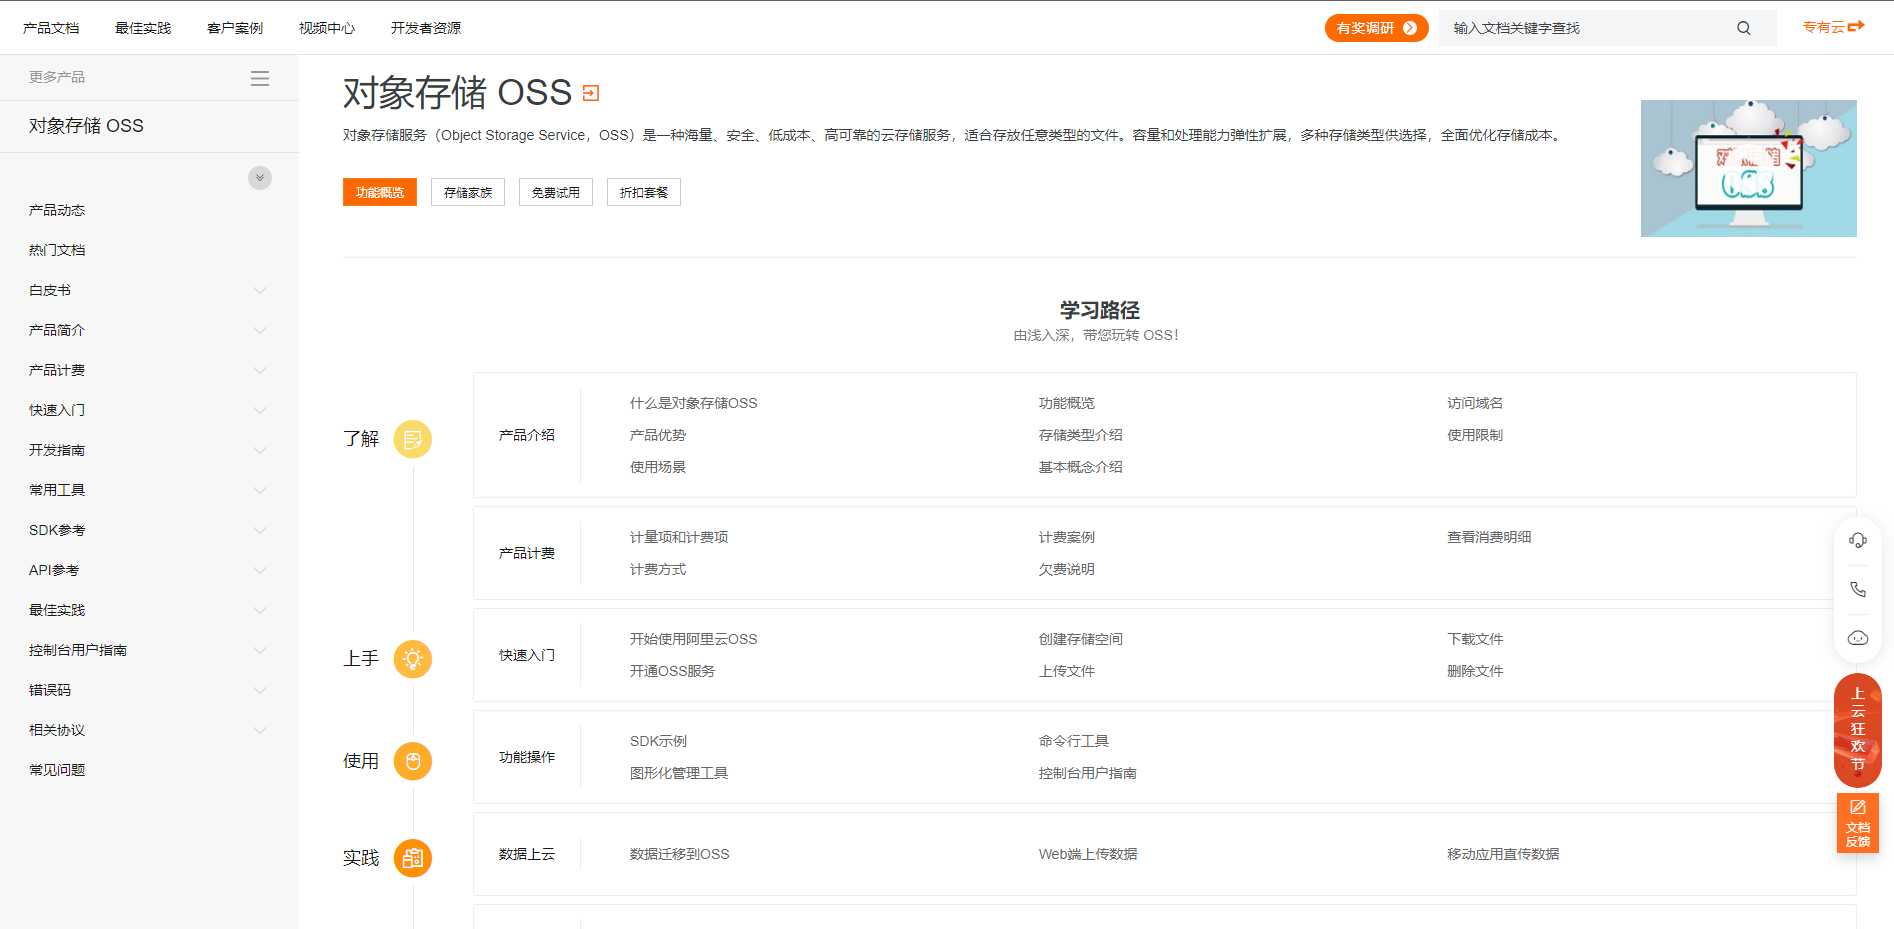 产品文档 最佳实践 客户案例 视频中心 开发者资源 有奖调研 输入文档关键字查找 专有云
更多产品
对象存储 OSS
产品动态
热门文档
白皮书
产品简介
产品计费
快速入门
开发指南
常用工具
SDK参考
API参考
最佳实践
控制台用户指南
错误码
相关协议
常见问题
对象存储 OSS
对象存储服务（Object Storage Service，OSS）是一种海量、安全、低成本、高可靠的云存储服务，适合存放任意类型的文件。容量和处理能力弹性扩展，多种存储类型供选择，全面优化存储成本。
功能概览 存储家族 免费试用 折扣套餐
OSS
学习路径
由浅入深，带您玩转 OSS！
了解
产品介绍
什么是对象存储OSS 功能概览 访问域名
产品优势 存储类型介绍 使用限制
使用场景 基本概念介绍
产品计费
计量项和计费项 计费案例 查看消费明细
计费方式 欠费说明
上手
快速入门
开始使用阿里云OSS 创建存储空间 下载文件
开通OSS服务 上传文件 删除文件
使用
功能操作
SDK示例 命令行工具
图形化管理工具 控制台用户指南
实践
数据上云
数据迁移到OSS Web端上传数据 移动应用直传数据
上
云
狂
欢
节
文档
反馈